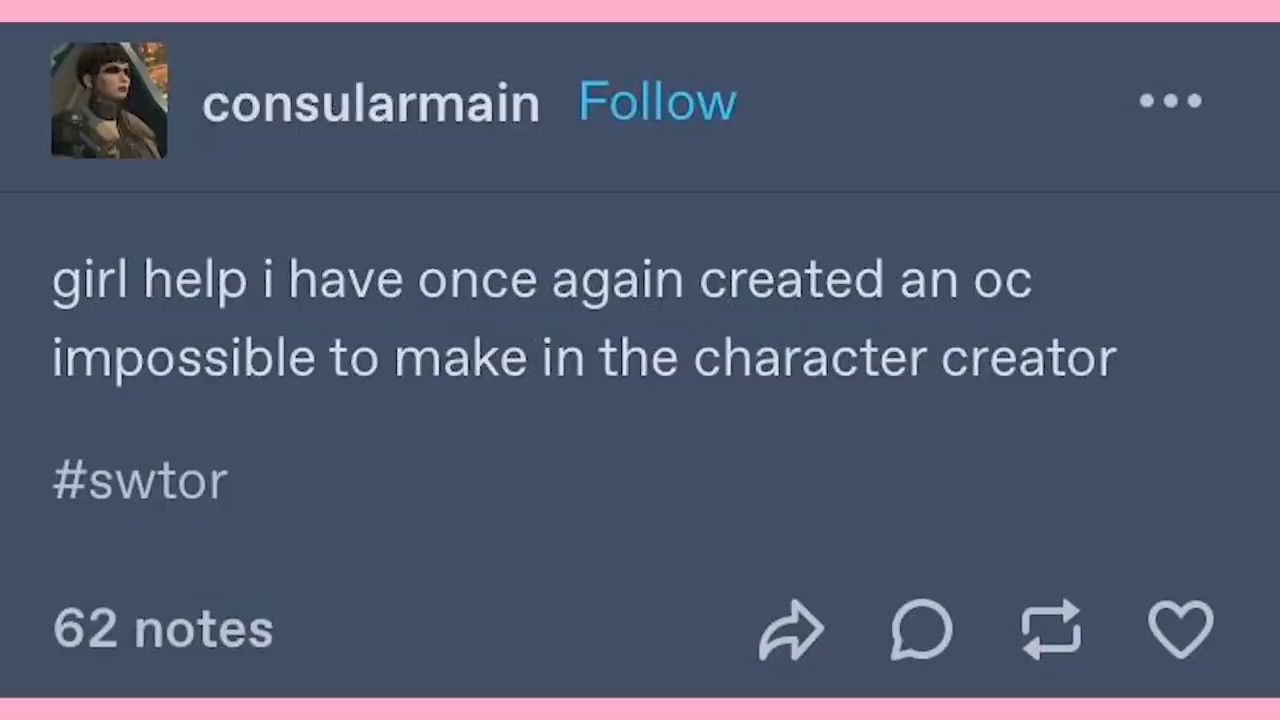 consularmain Follow
girl help i have once again created an oc
impossible to make in the character creator
#swtor
62 notes